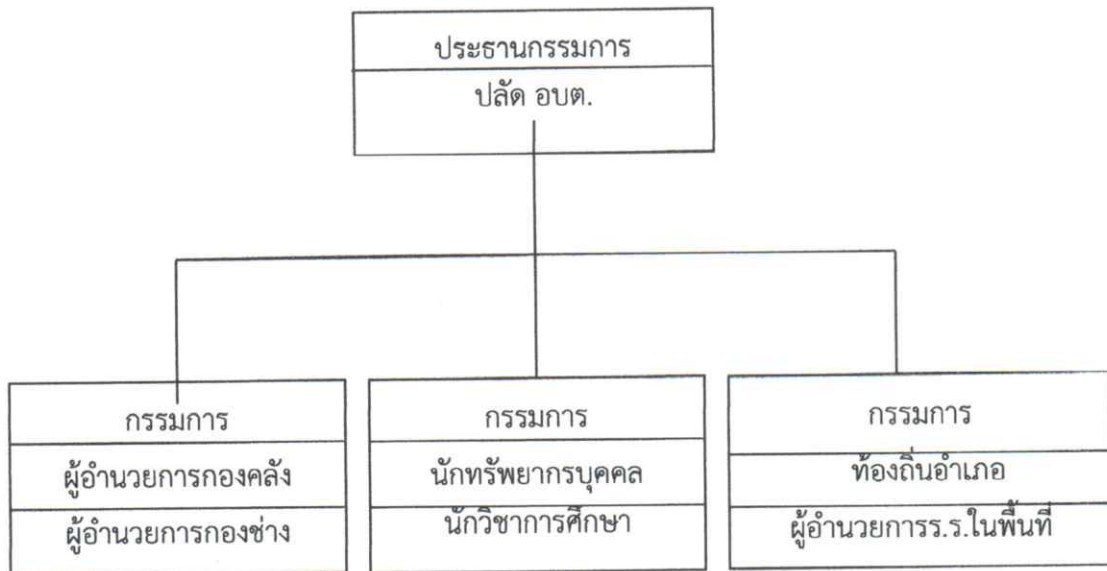 ประธานกรรมการ
ปลัด อบต.
กรรมการ
ผู้อำนวยการกองคลัง
ผู้อำนวยการกองช่าง
กรรมการ
นักทรัพยากรบุคคล
นักวิชาการศึกษา
กรรมการ
ท้องถิ่นอำเภอ
ผู้อำนวยการร.ร.ในพื้นที่